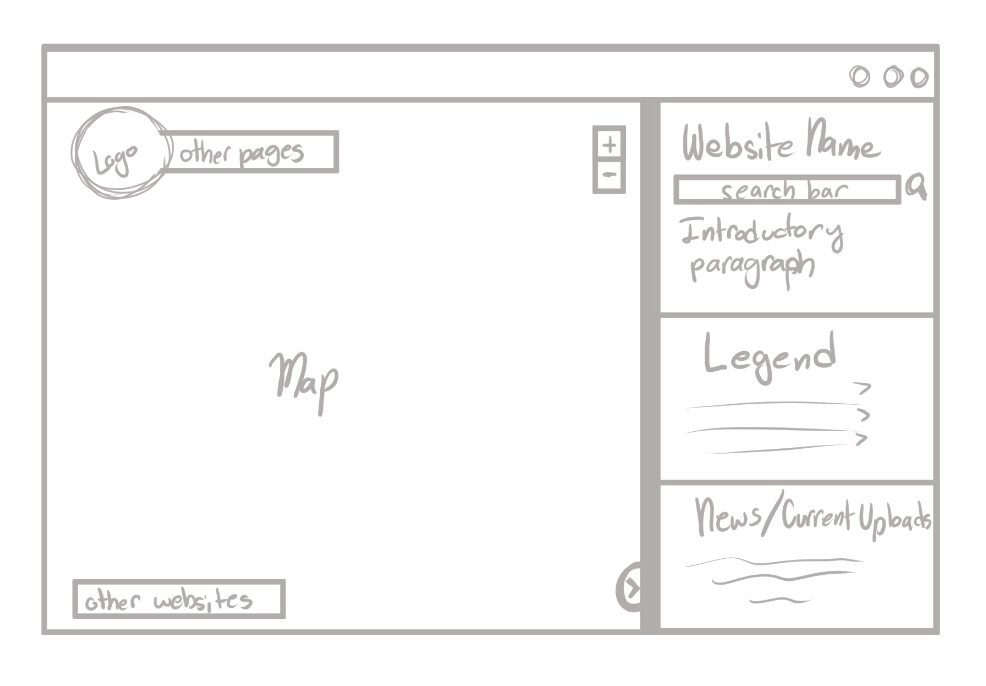 Logo
other pages
+
-
Map
other websites
Website Name
search bar
Introductory
paragraph
Legend
News/Current Uploads